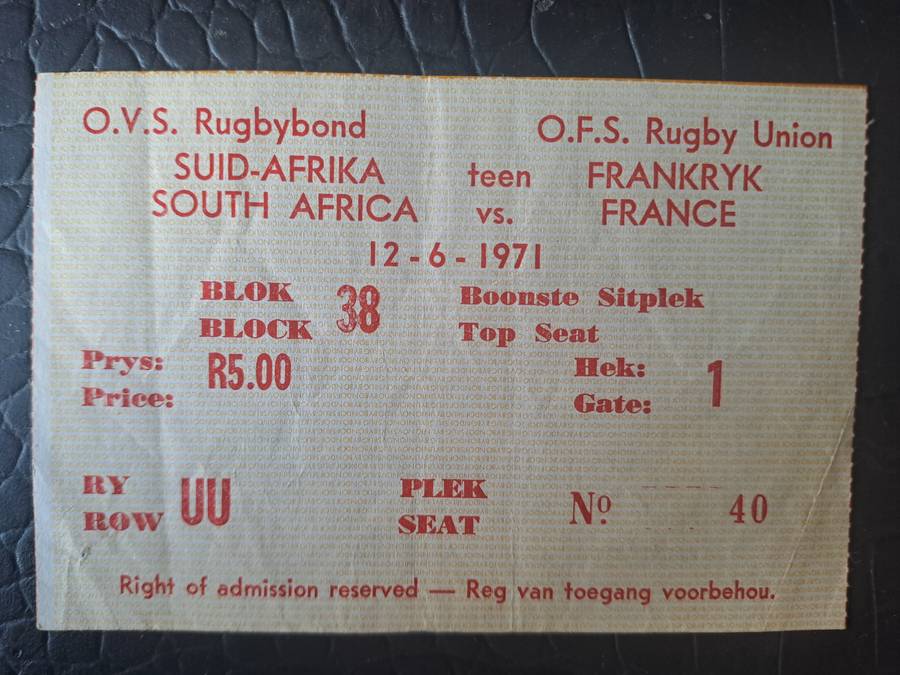 O.V.S. Rugbybond O.F.S. Rugby Union
SUID-AFRIKA teen FRANKRYK
SOUTH AFRICA vs. FRANCE
12-6-1971
BLOK
BLOCK 38
Boonste Sitplek
Top Seat
Prys:
Price: R5.00
Hek:
Gate: 1
RY
ROW UU
PLEK
SEAT
Nº. 40
Right of admission reserved — Reg van toegang voorbehou.